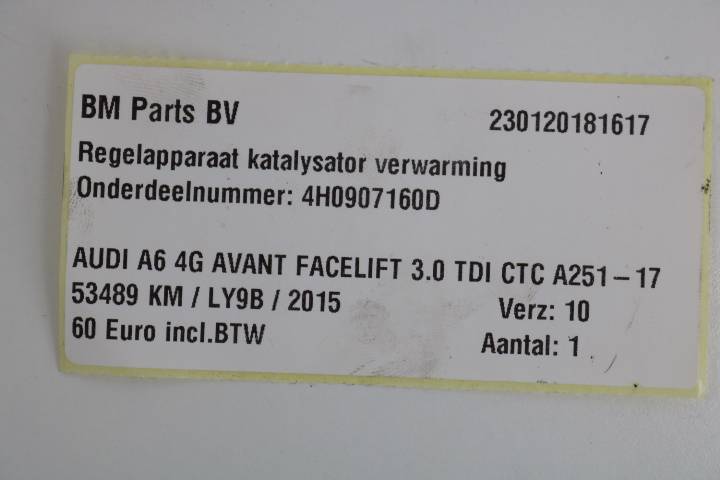 BM Parts BV 230120181617
Regelapparaat katalysator verwarming
Onderdeelnummer: 4H0907160D
AUDI A6 4G AVANT FACELIFT 3.0 TDI CTC A251-17
53489 KM / LY9B / 2015 Verz: 10
60 Euro incl.BTW Aantal: 1